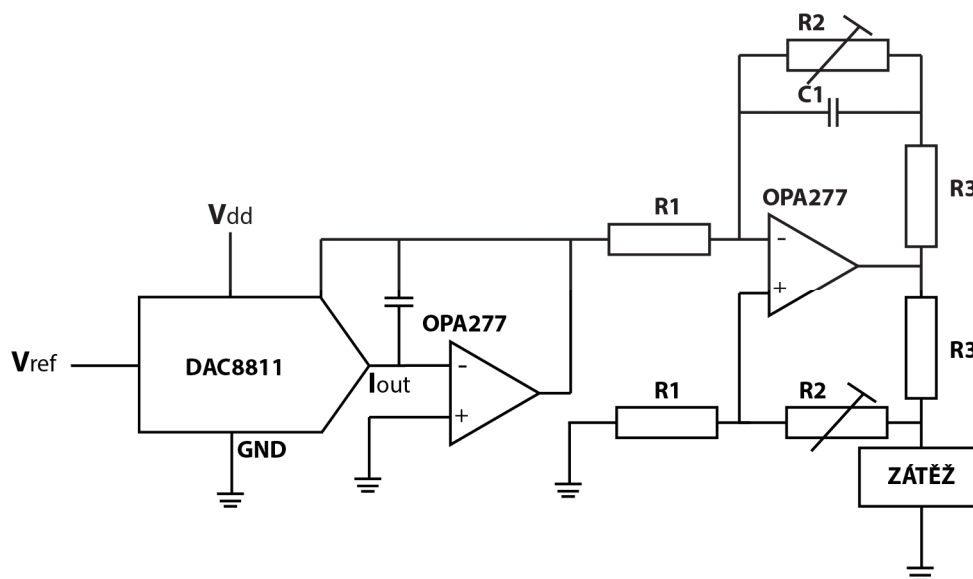 R2
C1
R3
OPA277
R1
-
+
R3
Vdd
OPA277
Vref
DAC8811
Iout
-
+
GND
R1
R2
ZÁTĚŽ